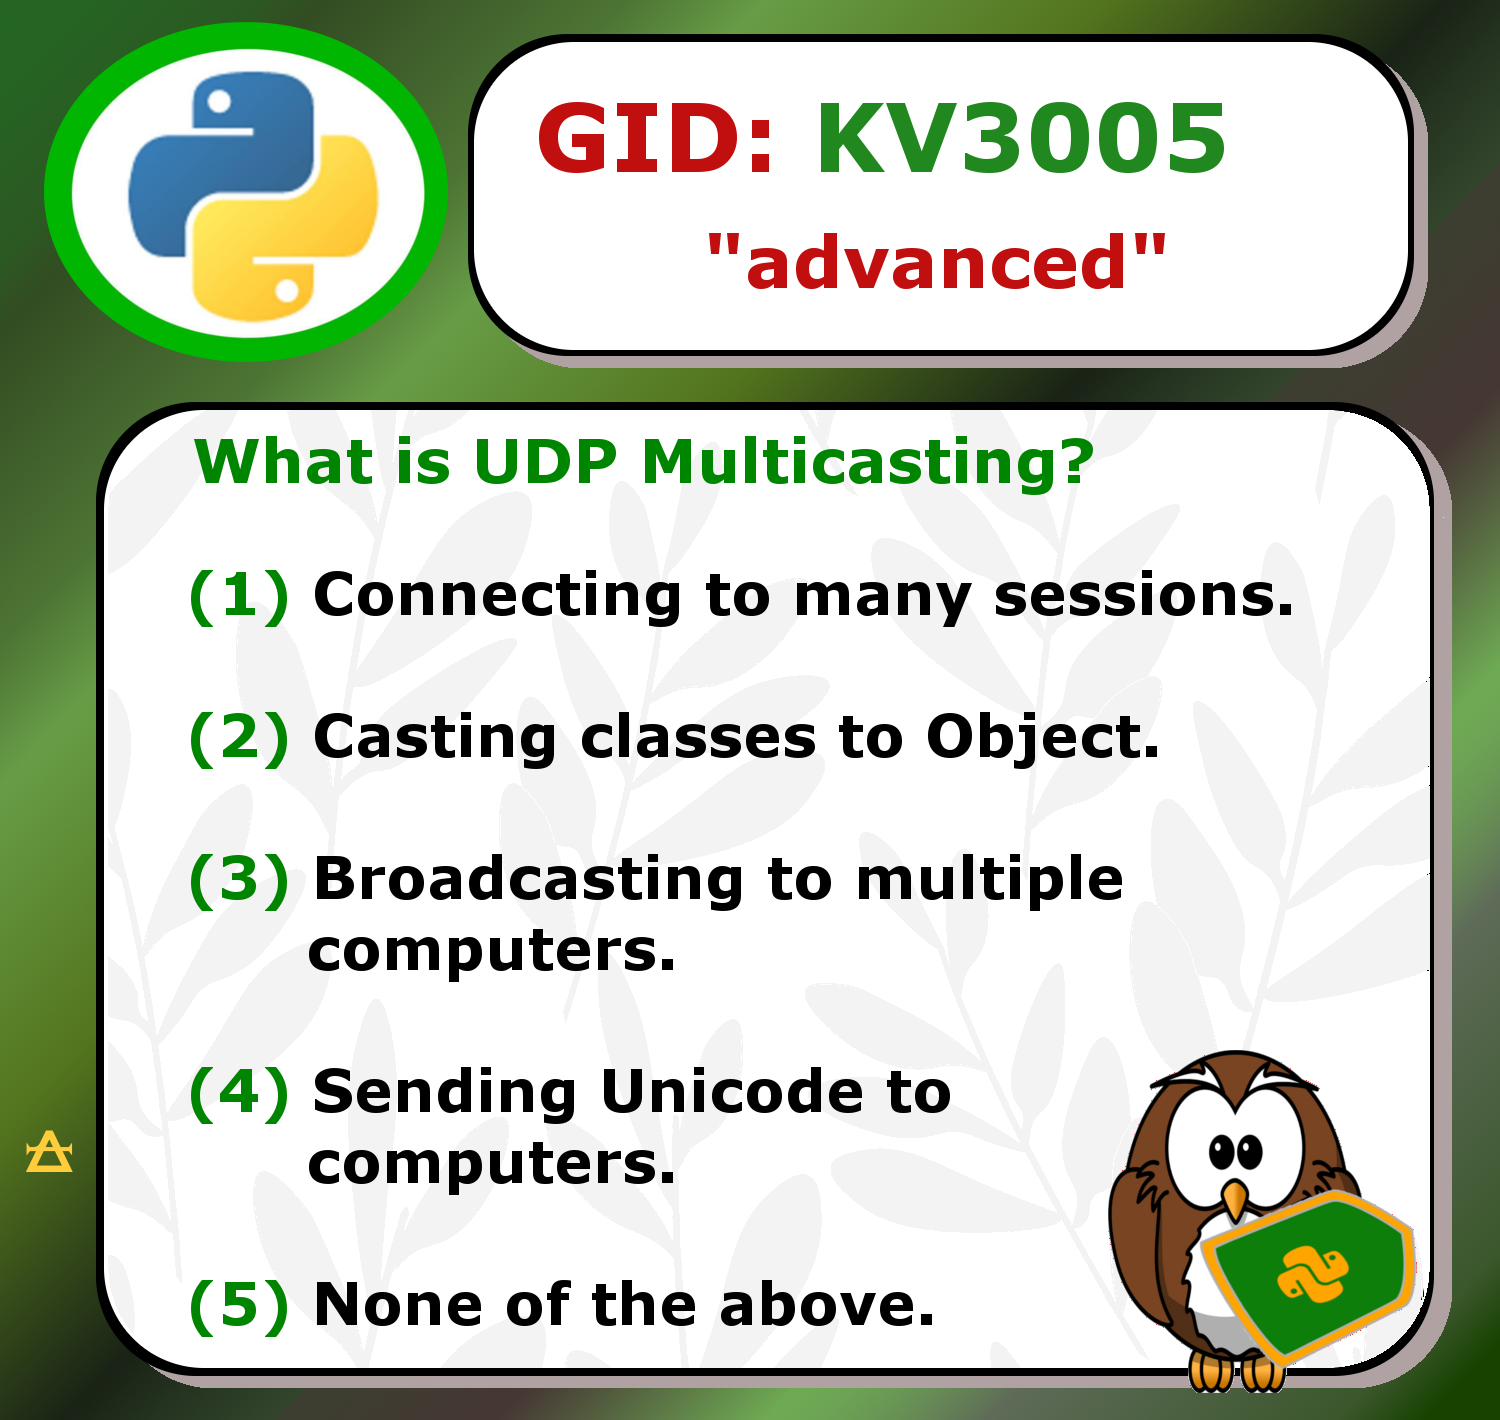 GID: KV3005
"advanced"
What is UDP Multicasting?
(1) Connecting to many sessions.
(2) Casting classes to Object.
(3) Broadcasting to multiple
computers.
(4) Sending Unicode to
computers.
(5) None of the above.